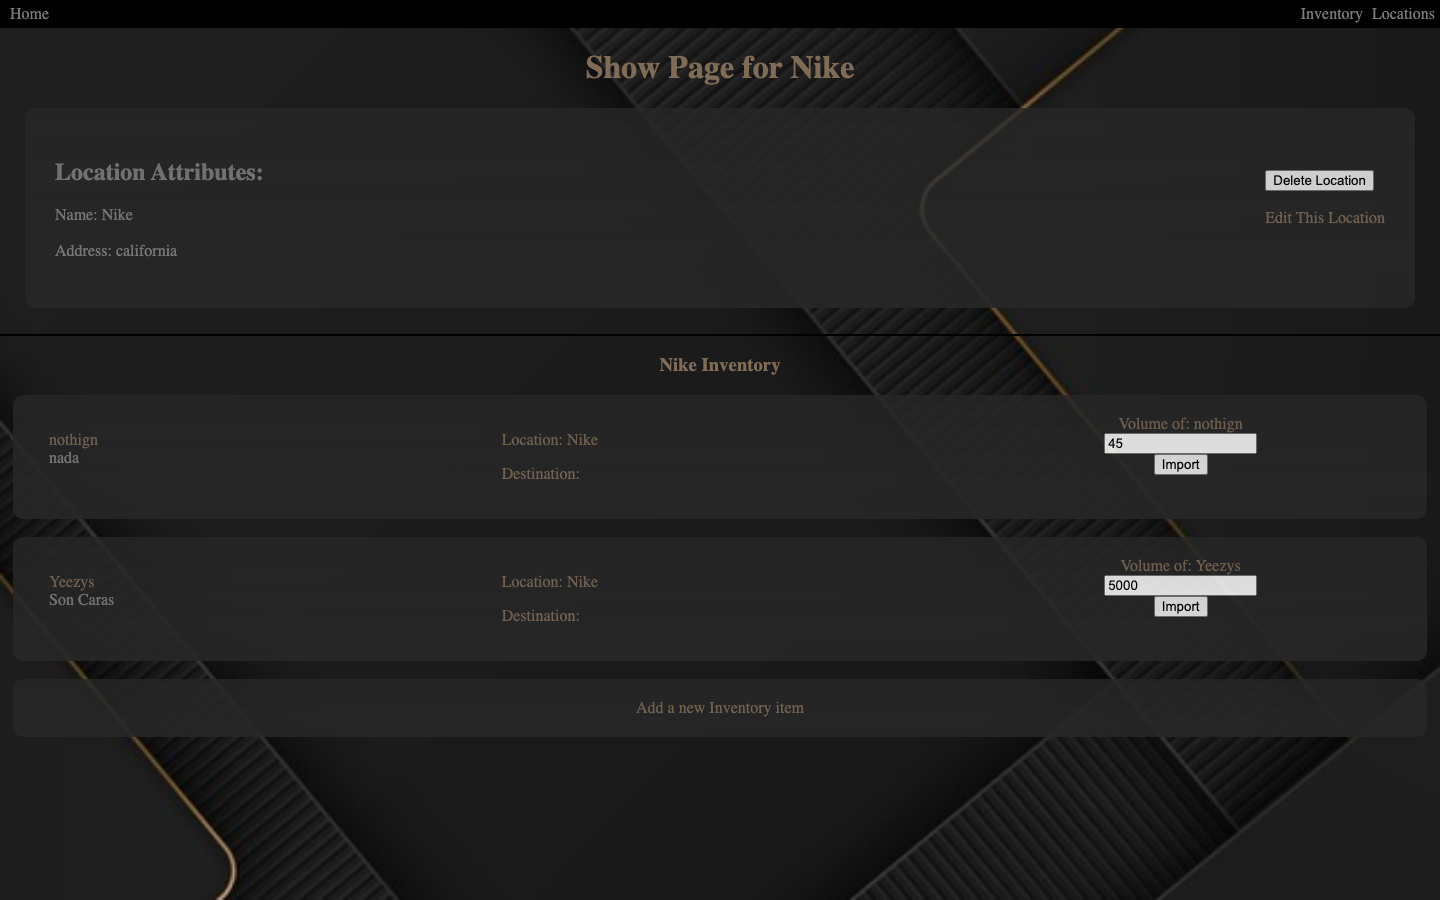 Home
Inventory Locations
Show Page for Nike
Location Attributes:
Name: Nike
Address: california
Delete Location
Edit This Location
Nike Inventory
nothign
nada
Location: Nike
Destination:
Volume of: nothign
45
Import
Yeezys
Son Caras
Location: Nike
Destination:
Volume of: Yeezys
5000
Import
Add a new Inventory item